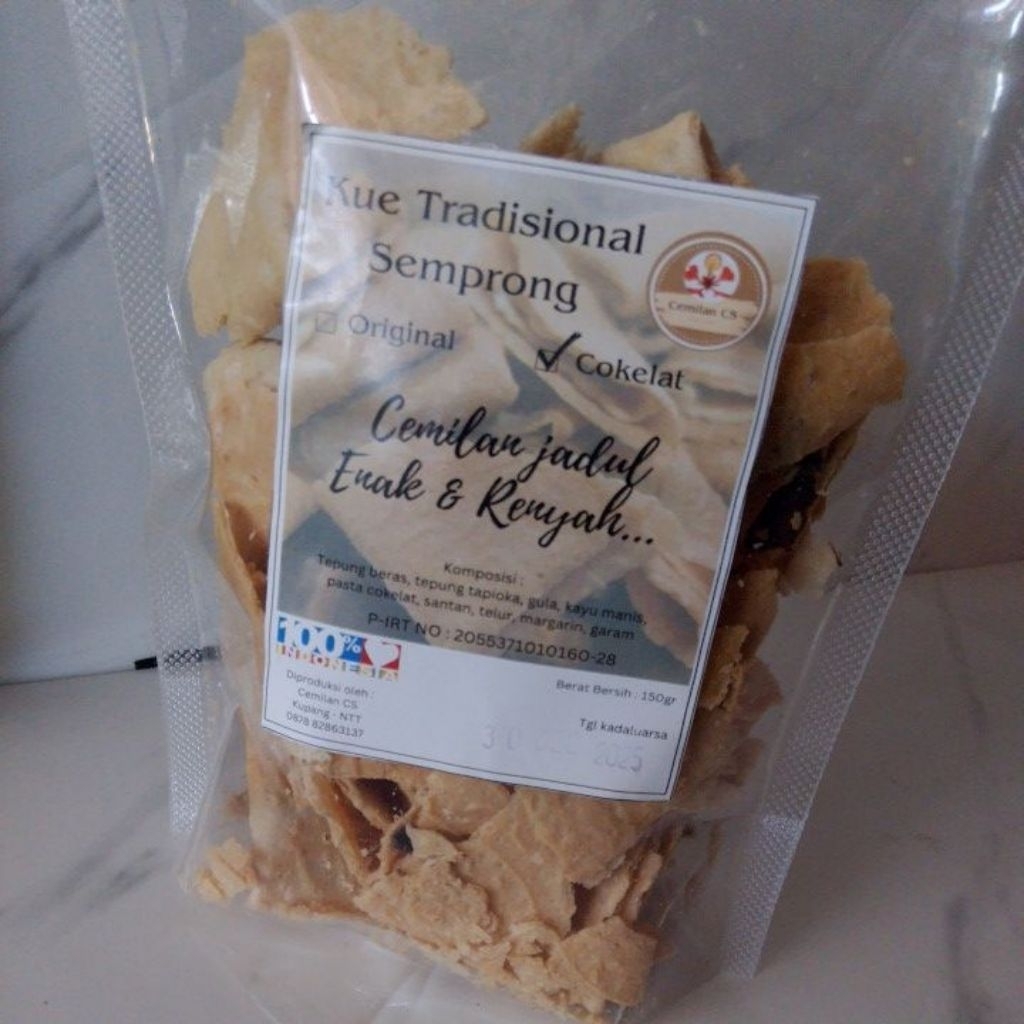 Kue Tradisional
Semprong
Cemilan CS
Original
Cokelat
Cemilan jadul
Enak & Renyah...
Komposisi :
Tepung beras, tepung tapioka, gula, kayu manis,
pasta cokelat, santan, telur, margarin, garam
P-IRT NO : 2055371010160-28
100%
INDONESIA
Diproduksi oleh :
Cemilan CS
Kupang - NTT
0878 82863137
Berat Bersih : 150gr
Tgl kadaluarsa
30 2023